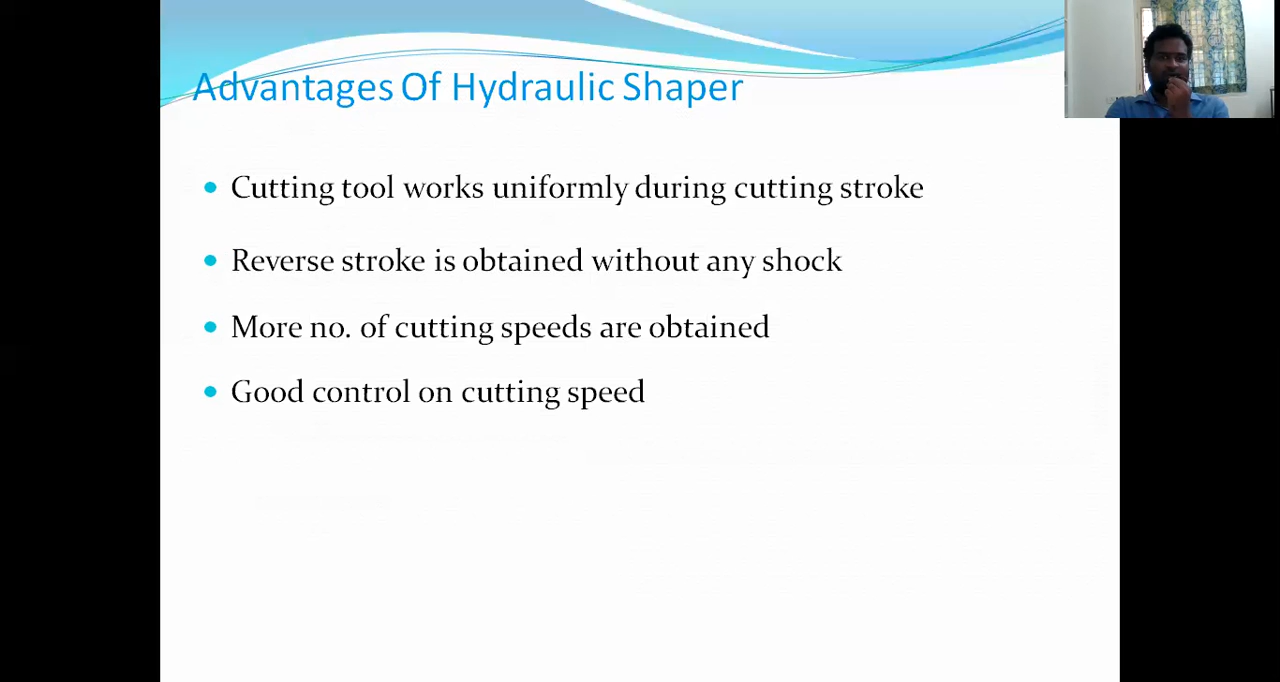 Advantages Of Hydraulic Shaper
Cutting tool works uniformly during cutting stroke
Reverse stroke is obtained without any shock
More no. of cutting speeds are obtained
Good control on cutting speed